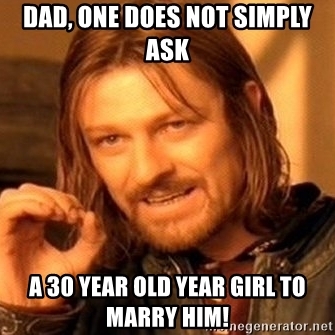 DAD, ONE DOES NOT SIMPLY
ASK
A 30 YEAR OLD YEAR GIRL TO
MARRY HIM!
negenerator.net